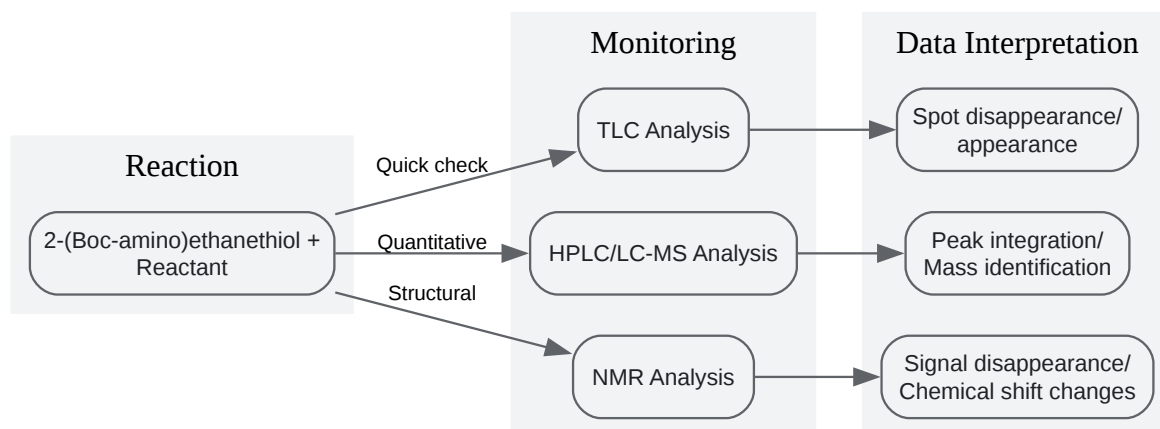 Reaction
2-(Boc-amino)ethanethiol +
Reactant
Quick check
Quantitative
Structural
Monitoring
TLC Analysis
HPLC/LC-MS Analysis
NMR Analysis
Data Interpretation
Spot disappearance/
appearance
Peak integration/
Mass identification
Signal disappearance/
Chemical shift changes